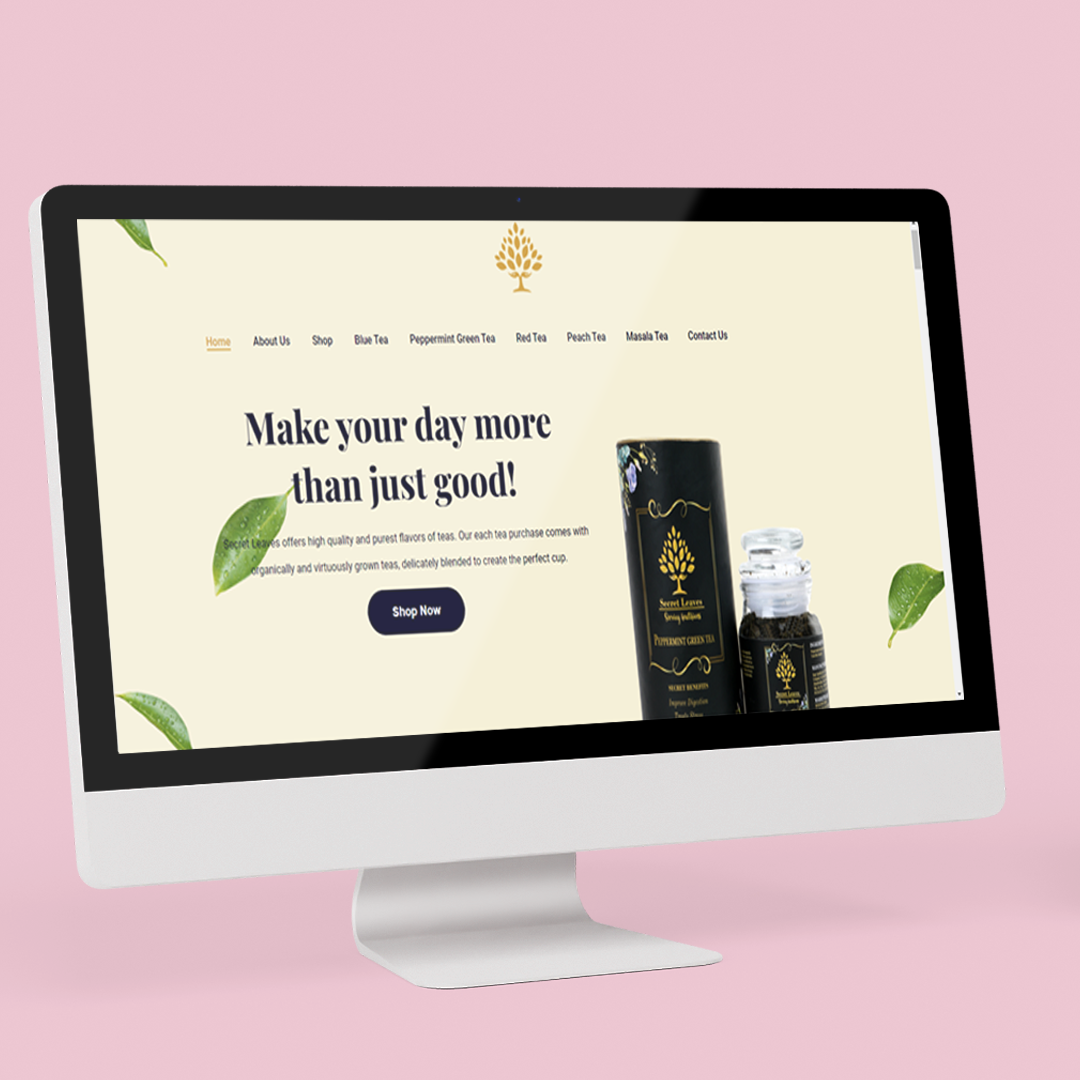 Home About Us Shop Blue Tea Peppermint Green Tea Red Tea Peach Tea Masala Tea Contact Us
Make your day more
than just good!
Secret Leaves offers high quality and purest flavors of teas. Our each tea purchase comes with
organically and virtuously grown teas, delicately blended to create the perfect cup.
Shop Now
Secret Leaves
PEPPERMINT GREEN TEA
SECRET BENEFITS
Improve Digestion
Secret Leaves